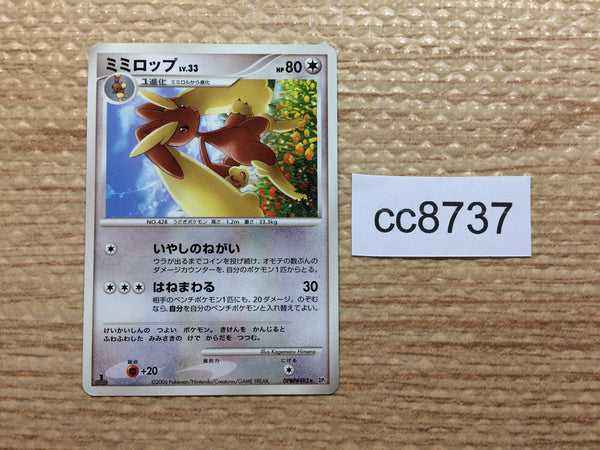 ミミロップ LV.33 HP 80
1進化 ミミロルから進化
NO.428 うさぎポケモン 高さ：1.2m 重さ：33.3kg
いやしのねがい
ウラが出るまでコインを投げ続け、オモテの数ぶんの
ダメージカウンターを、自分のポケモン1匹からとる。
はねまわる 30
相手のベンチポケモン1匹にも、20ダメージ。のぞむな
ら、自分を自分のベンチポケモンと入れ替えてよい。
けいかいしんの つよい ポケモン。 きけんを かんじると
ふわふわした みみさきの けで からだを つつむ。
Illus. Kagemaru Himeno
弱点 抵抗力 にげる
+20
©2006 Pokémon/Nintendo/Creatures/GAME FREAK.
cc8737